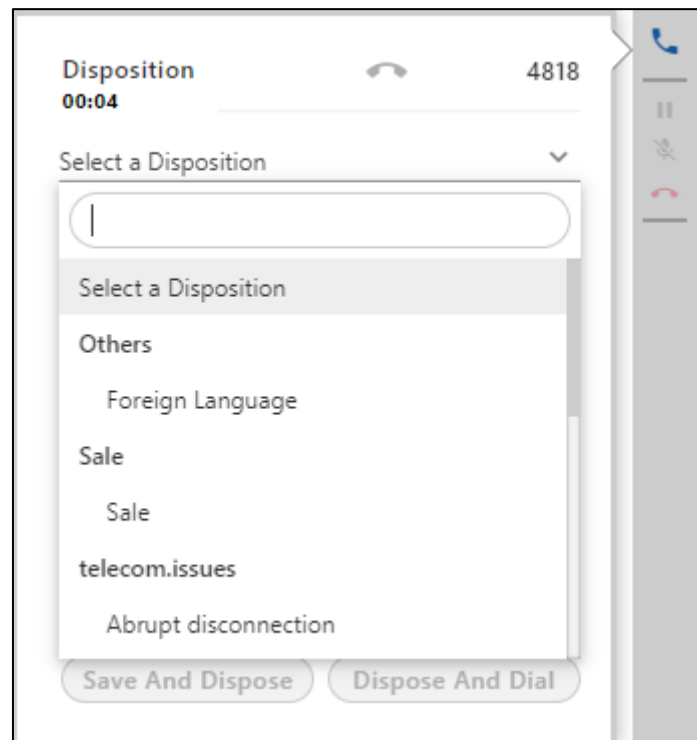 Disposition
4818
00:04
Select a Disposition
Select a Disposition
Others
Foreign Language
Sale
Sale
telecom.issues
Abrupt disconnection
Save And Dispose
Dispose And Dial